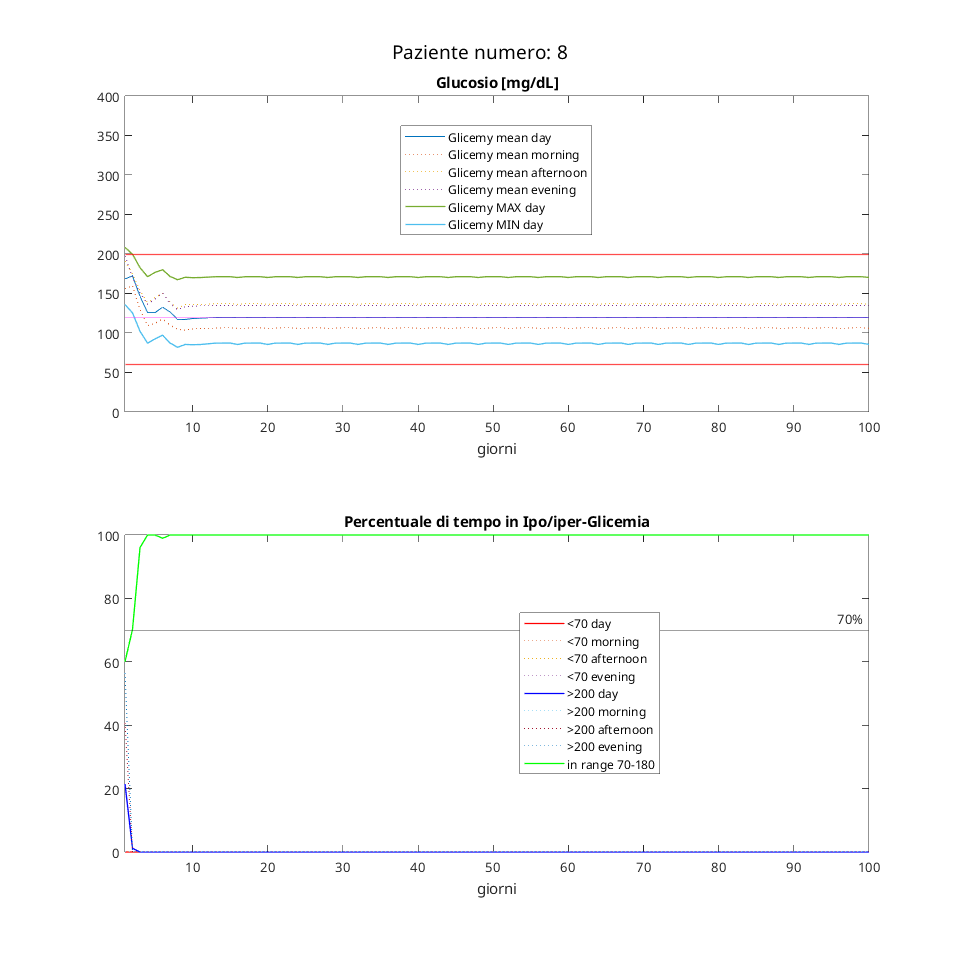 Paziente numero: 8
Glucosio [mg/dL]
400
350
300
250
200
150
100
50
0
Glicemy mean day
Glicemy mean morning
Glicemy mean afternoon
Glicemy mean evening
Glicemy MAX day
Glicemy MIN day
10 20 30 40 50 60 70 80 90 100
giorni
Percentuale di tempo in Ipo/iper-Glicemia
100
80
60
40
20
0
70%
<70 day
<70 morning
<70 afternoon
<70 evening
>200 day
>200 morning
>200 afternoon
>200 evening
in range 70-180
10 20 30 40 50 60 70 80 90 100
giorni